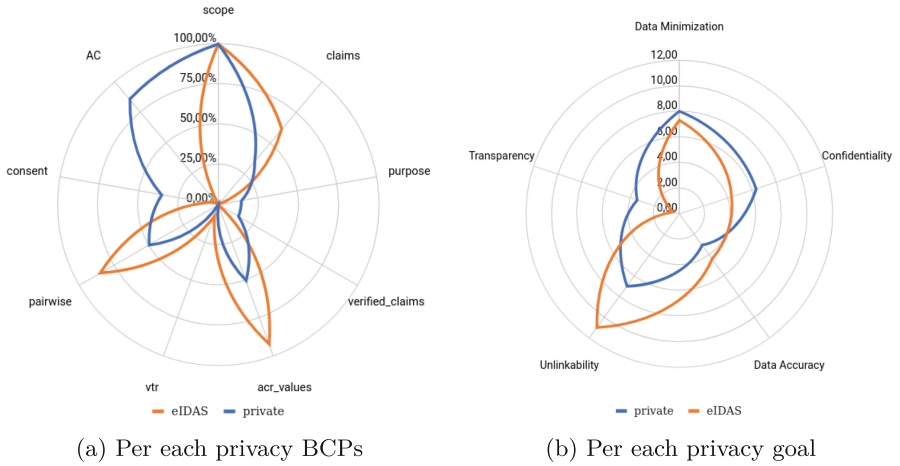 scope
100,00%
AC
claims
75,00%
50,00%
25,00%
consent
purpose
0,00%
pairwise
verified_claims
vtr
acr_values
eIDAS private
(a) Per each privacy BCPs
Data Minimization
12,00
10,00
8,00
6,00
4,00
Transparency
Confidentiality
2,00
0,00
Unlinkability
Data Accuracy
private eIDAS
(b) Per each privacy goal